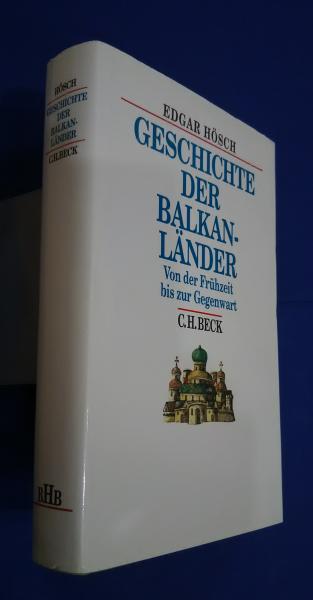 HÖSCH
GESCHICHTE
DER
BALKAN-
LÄNDER
C.H.BECK
RHB
EDGAR HÖSCH
GESCHICHTE
DER
BALKAN-
LÄNDER
Von der Frühzeit
bis zur Gegenwart
C.H.BECK